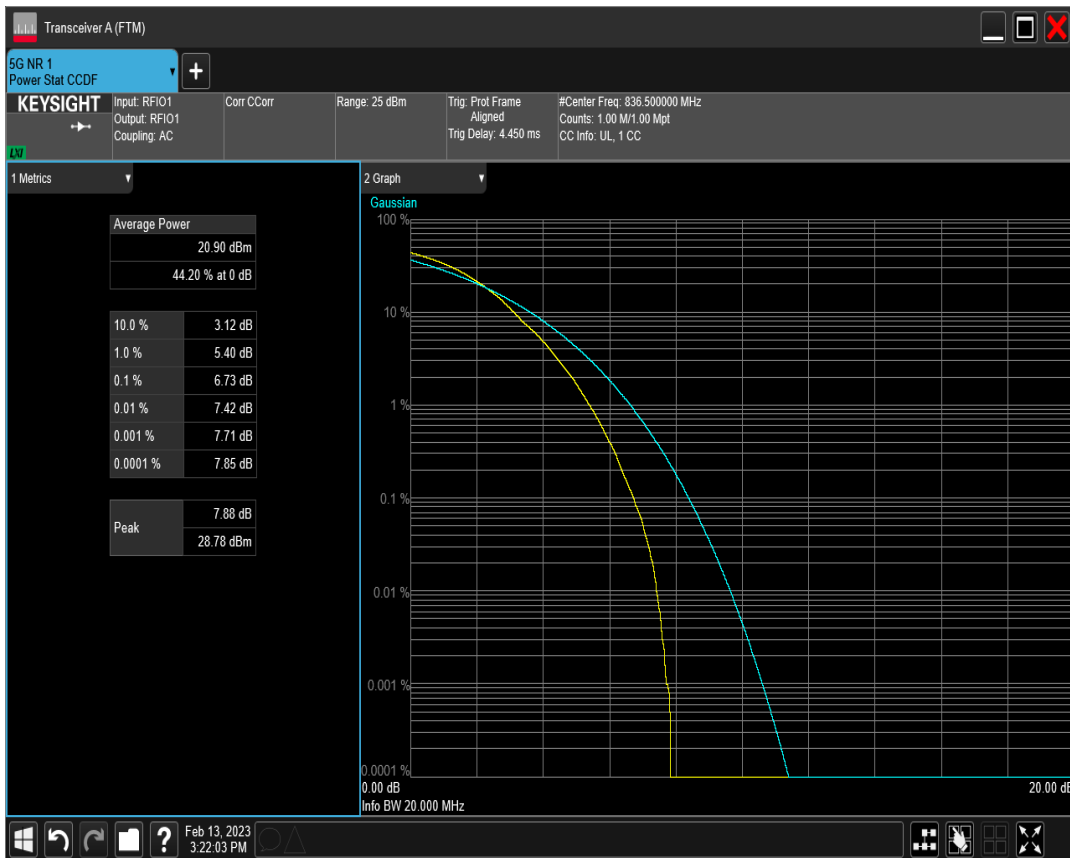 Transceiver A (FTM)
5G NR 1
Power Stat CCDF
KEYSIGHT
LXI
Input: RFIO1
Output: RFIO1
Coupling: AC
Corr CCorr
Range: 25 dBm
Trig: Prot Frame
Aligned
Trig Delay: 4.450 ms
#Center Freq: 836.500000 MHz
Counts: 1.00 M/1.00 Mpt
CC Info: UL, 1 CC
1 Metrics
Average Power
20.90 dBm
44.20 % at 0 dB
10.0 % 3.12 dB
1.0 % 5.40 dB
0.1 % 6.73 dB
0.01 % 7.42 dB
0.001 % 7.71 dB
0.0001 % 7.85 dB
Peak
7.88 dB
28.78 dBm
2 Graph
Gaussian
100 %
10 %
1 %
0.1 %
0.01 %
0.001 %
0.0001 %
0.00 dB 20.00 dB
Info BW 20.000 MHz
Feb 13, 2023
3:22:03 PM